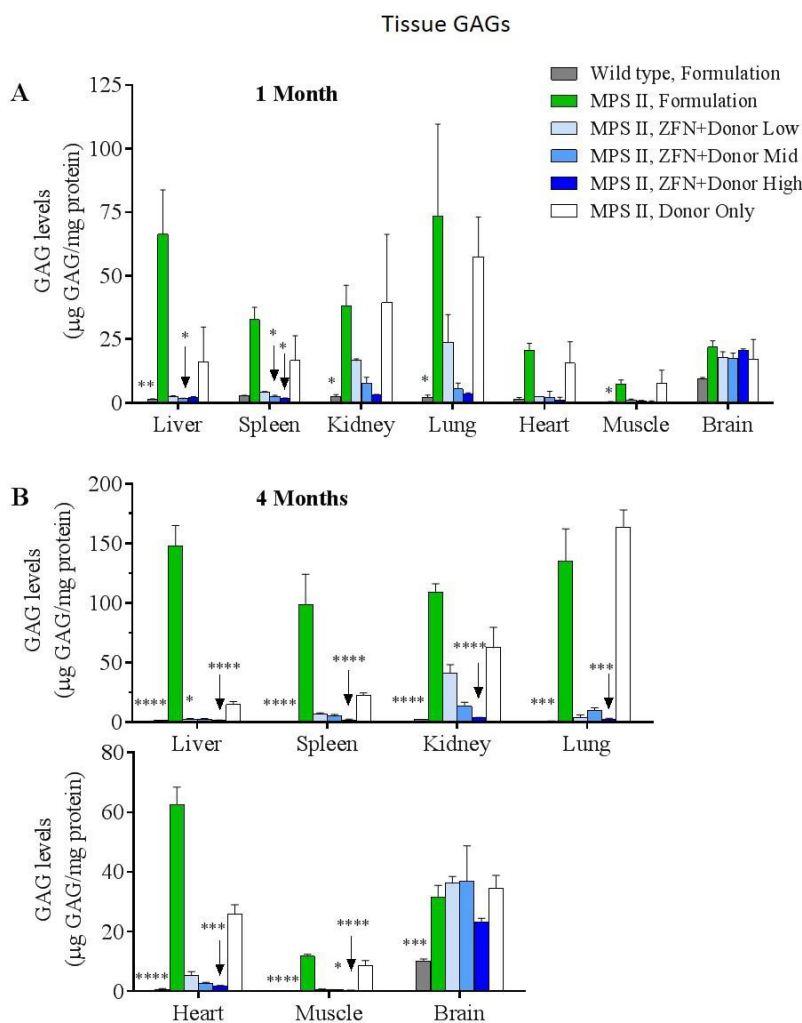 Tissue GAGs
A
1 Month
Wild type, Formulation
MPS II, Formulation
MPS II, ZFN+Donor Low
MPS II, ZFN+Donor Mid
MPS II, ZFN+Donor High
MPS II, Donor Only
GAG levels
(µg GAG/mg protein)
125
100
75
50
25
0
** * * * * * *
Liver Spleen Kidney Lung Heart Muscle Brain
B
4 Months
GAG levels
(µg GAG/mg protein)
200
150
100
50
0
**** * **** **** **** **** **** *** ***
Liver Spleen Kidney Lung
GAG levels
(µg GAG/mg protein)
80
60
40
20
0
**** *** **** * **** ***
Heart Muscle Brain